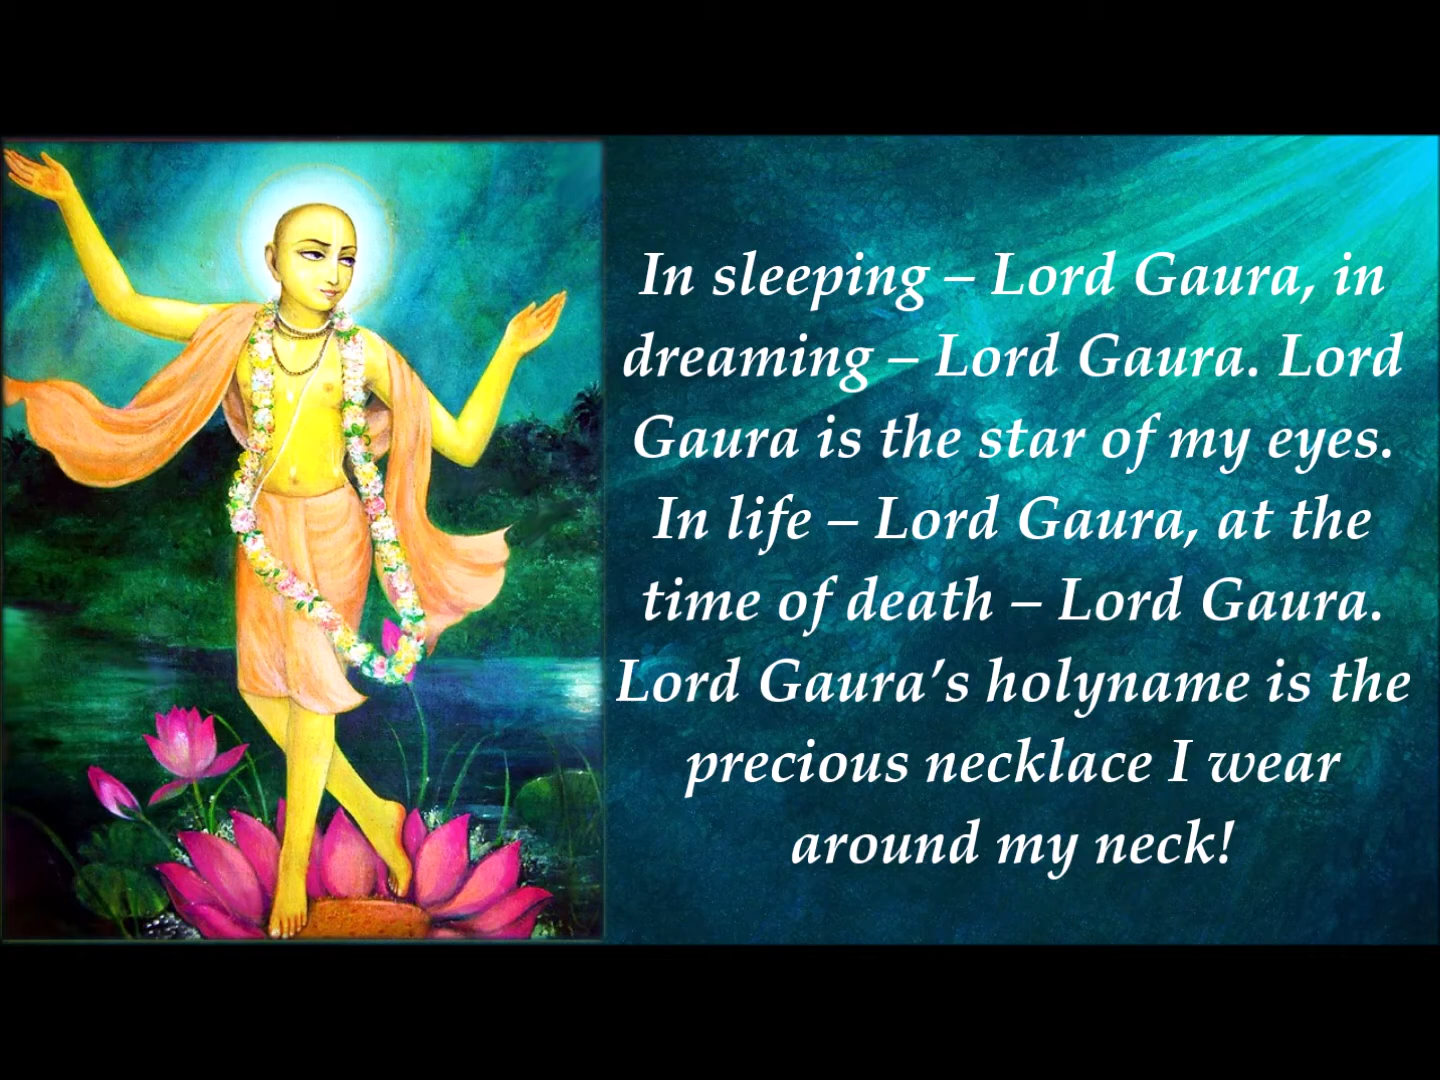 In sleeping – Lord Gaura, in
dreaming – Lord Gaura. Lord
Gaura is the star of my eyes.
In life – Lord Gaura, at the
time of death – Lord Gaura.
Lord Gaura’s holyname is the
precious necklace I wear
around my neck!